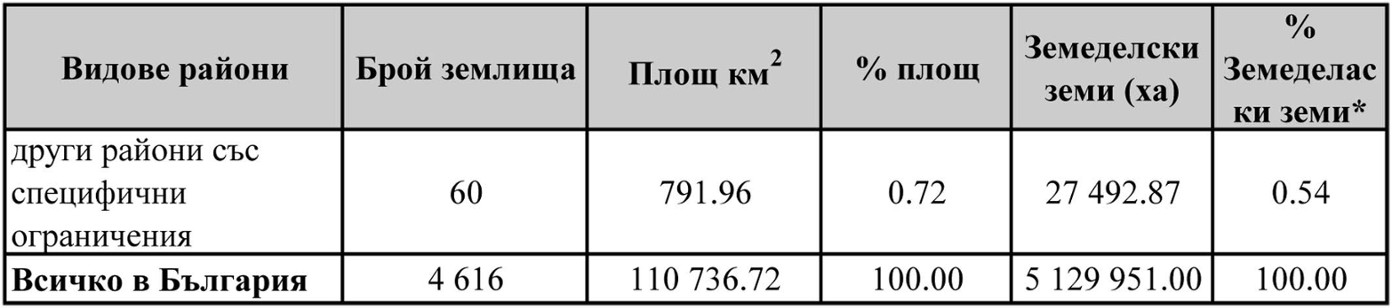 Видове райони | Брой землища | Площ км² | % площ | Земеделски земи (ха) | % Земеделас ки земи*
други райони със специфични ограничения | 60 | 791.96 | 0.72 | 27 492.87 | 0.54
Всичко в България | 4 616 | 110 736.72 | 100.00 | 5 129 951.00 | 100.00